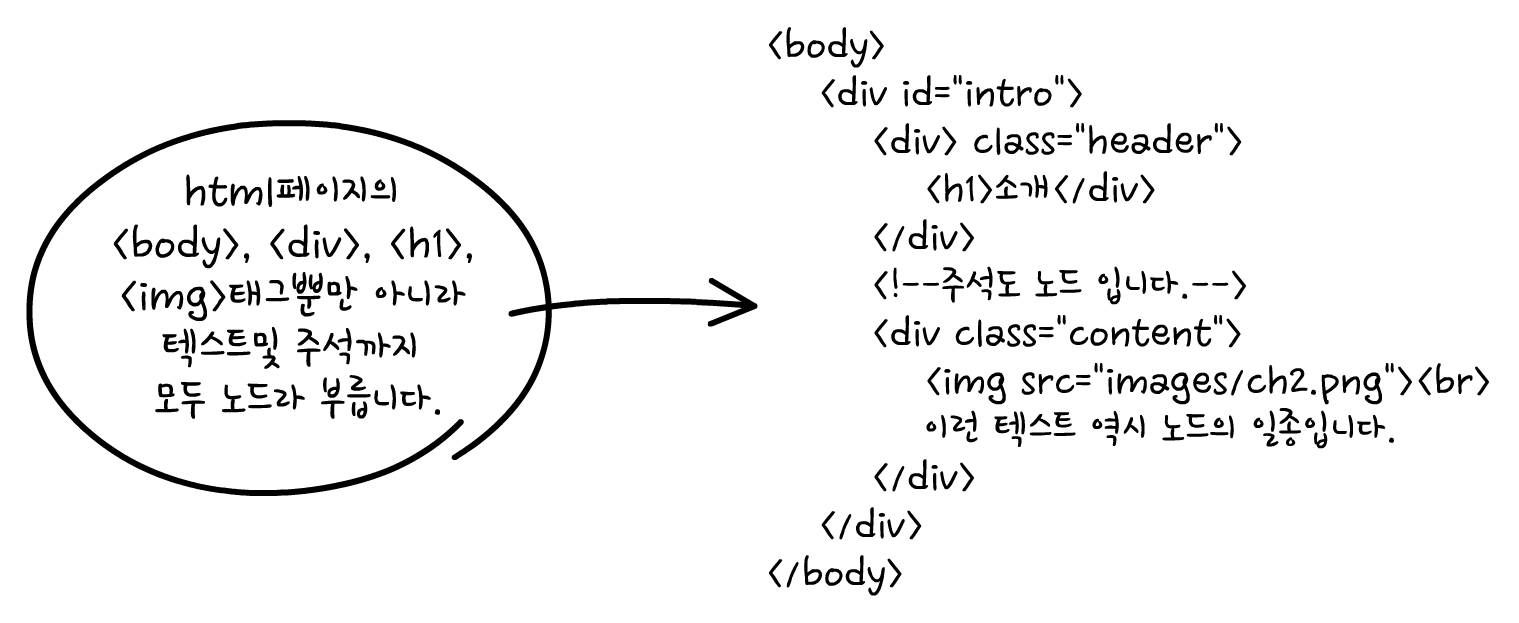 html페이지의
<body>, <div>, <h1>,
<img>태그뿐만 아니라
텍스트및 주석까지
모두 노드라 부릅니다.
<body>
<div id="intro">
<div> class="header">
<h1>소개</div>
</div>
<!--주석도 노드 입니다.-->
<div class="content">
<img src="images/ch2.png"><br>
이런 텍스트 역시 노드의 일종입니다.
</div>
</div>
</body>